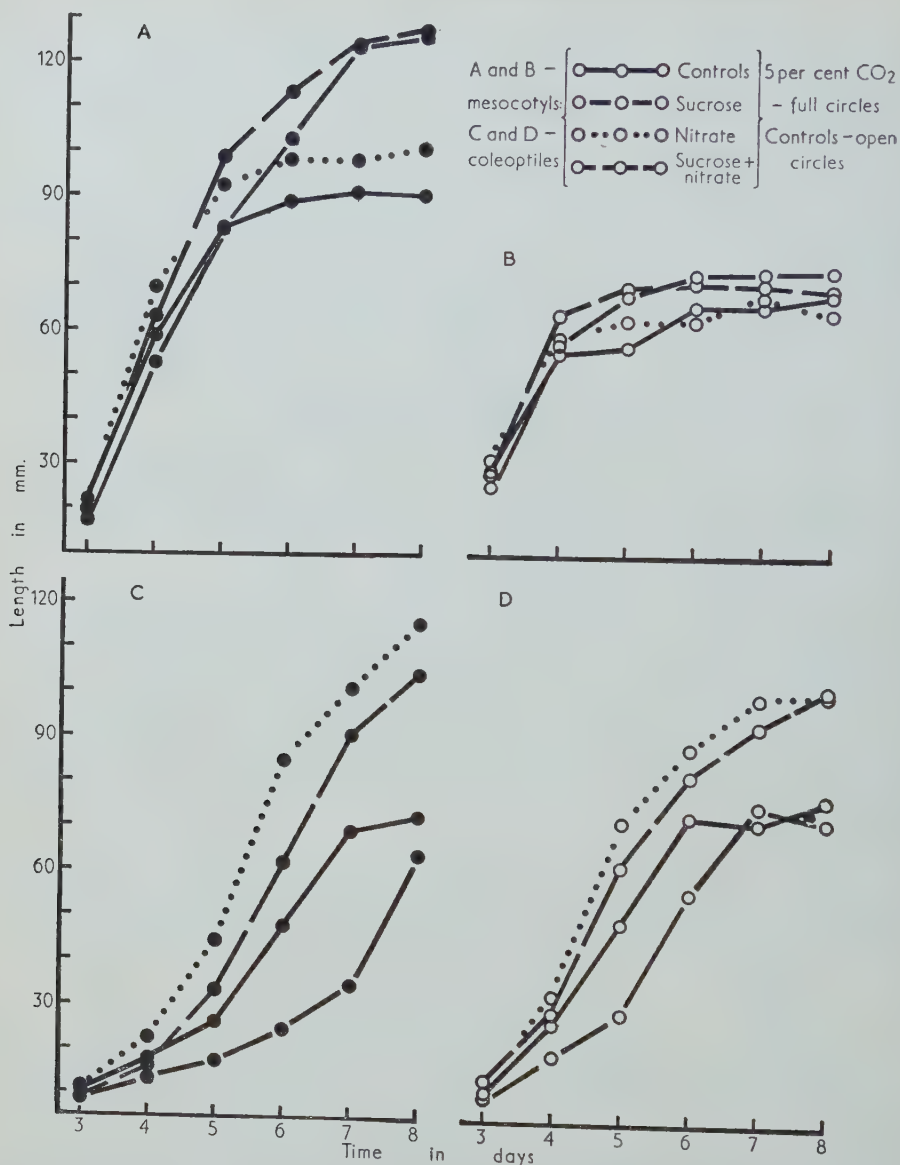 A
120
90
60
30
Length in mm.
A and B –
mesocotyls:
C and D –
coleoptiles
Controls
Sucrose
Nitrate
Sucrose+
nitrate
5 per cent CO2
– full circles
Controls – open
circles
B
C
120
90
60
30
3 4 5 6 7 8
D
3 4 5 6 7 8
Time in days